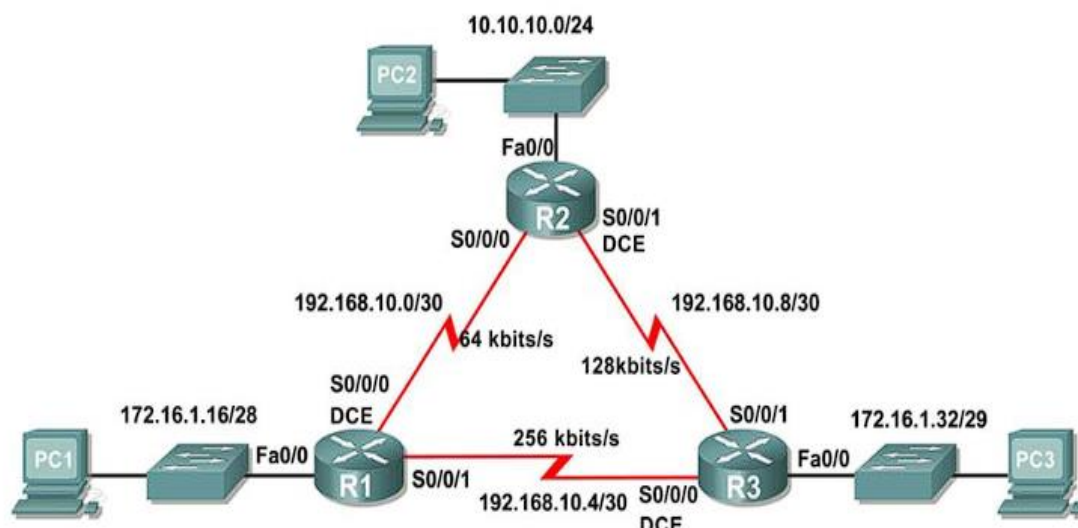 10.10.10.0/24
PC2
Fa0/0
R2
S0/0/0
S0/0/1
DCE
192.168.10.0/30
192.168.10.8/30
64 kbits/s
128kbits/s
S0/0/0
DCE
172.16.1.16/28
S0/0/1
172.16.1.32/29
256 kbits/s
PC1
Fa0/0
R1
S0/0/1
192.168.10.4/30
S0/0/0
DCE
R3
Fa0/0
PC3